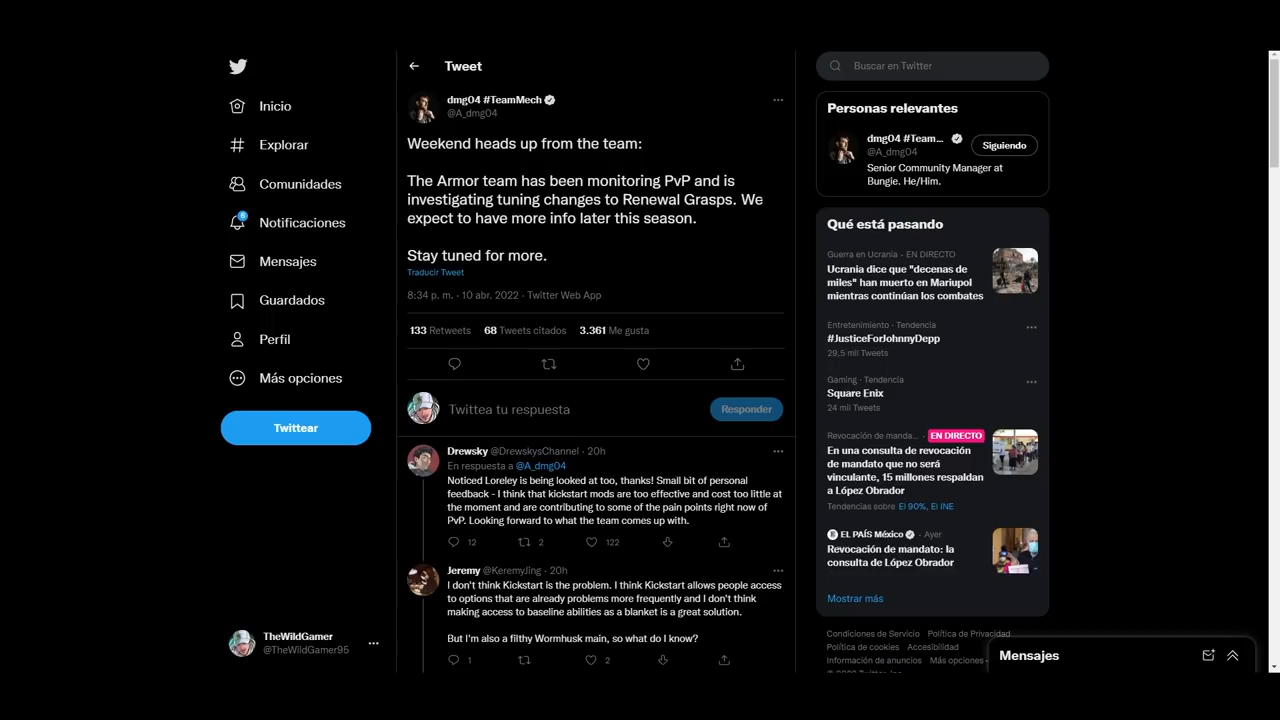 Inicio
Explorar
Comunidades
6
Notificaciones
Mensajes
Guardados
Perfil
Más opciones
Twittear
TheWildGamer
@TheWildGamer95
Tweet
dmg04 #TeamMech
@A_dmg04
Weekend heads up from the team:
The Armor team has been monitoring PvP and is
investigating tuning changes to Renewal Grasps. We
expect to have more info later this season.
Stay tuned for more.
Traducir Tweet
8:34 p. m. · 10 abr. 2022 · Twitter Web App
133 Retweets 68 Tweets citados 3.361 Me gusta
Twittea tu respuesta
Responder
Drewsky @DrewskysChannel · 20h
En respuesta a @A_dmg04
Noticed Loreley is being looked at too, thanks! Small bit of personal
feedback - I think that kickstart mods are too effective and cost too little at
the moment and are contributing to some of the pain points right now of
PvP. Looking forward to what the team comes up with.
12 2 122
Jeremy @KeremyJing · 20h
I don't think Kickstart is the problem. I think Kickstart allows people access
to options that are already problems more frequently and I don't think
making access to baseline abilities as a blanket is a great solution.
But I'm also a filthy Wormhusk main, so what do I know?
1 2
Buscar en Twitter
Personas relevantes
dmg04 #Team...
@A_dmg04
Siguiendo
Senior Community Manager at
Bungie. He/Him.
Qué está pasando
Guerra en Ucrania · EN DIRECTO
Ucrania dice que "decenas de
miles" han muerto en Mariupol
mientras continúan los combates
Entretenimiento · Tendencia
#JusticeForJohnnyDepp
29,5 mil Tweets
Gaming · Tendencia
Square Enix
24 mil Tweets
Revocación de manda... · EN DIRECTO
En una consulta de revocación
de mandato que no será
vinculante, 15 millones respaldan
a López Obrador
Tendencias sobre El 90%, El INE
EL PAÍS México · Ayer
Revocación de mandato: la
consulta de López Obrador
Mostrar más
Condiciones de Servicio Política de Privacidad
Política de cookies Accesibilidad
Información de anuncios Más opciones
Mensajes